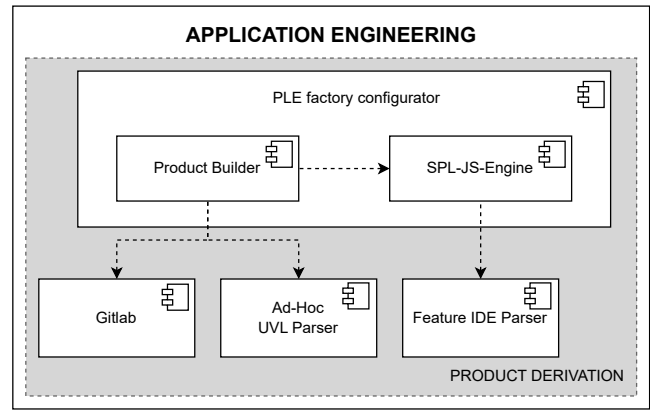 APPLICATION ENGINEERING
PLE factory configurator
Product Builder
SPL-JS-Engine
Gitlab
Ad-Hoc
UVL Parser
Feature IDE Parser
PRODUCT DERIVATION